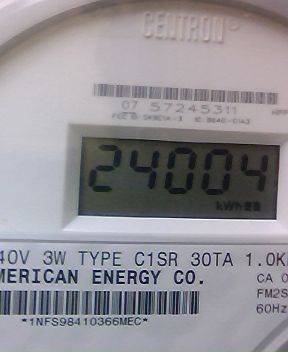 CENTRON®
07 57245311
24004
kWh
40V 3W TYPE C1SR 30TA 1.0K
MERICAN ENERGY CO.
CA 0
FM2S
60Hz
*1NFS98410366MEC*